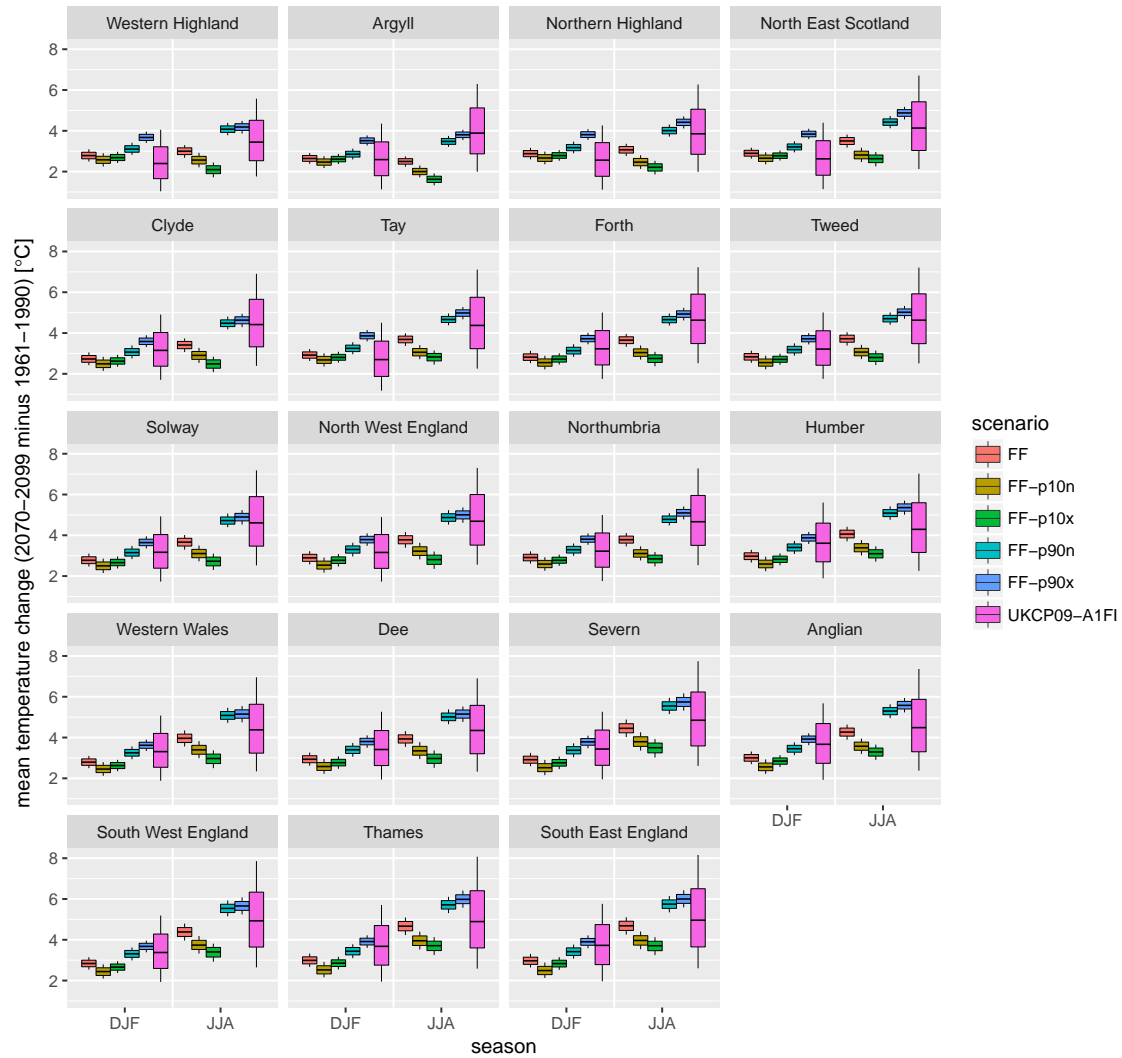 Western Highland
Argyll
Northern Highland
North East Scotland
8
6
4
2
Clyde
Tay
Forth
Tweed
8
6
4
2
Solway
North West England
Northumbria
Humber
8
6
4
2
Western Wales
Dee
Severn
Anglian
8
6
4
2
DJF
JJA
South West England
Thames
South East England
8
6
4
2
DJF
JJA
DJF
JJA
DJF
JJA
season
mean temperature change (2070−2099 minus 1961−1990) [°C]
scenario
FF
FF−p10n
FF−p10x
FF−p90n
FF−p90x
UKCP09−A1FI